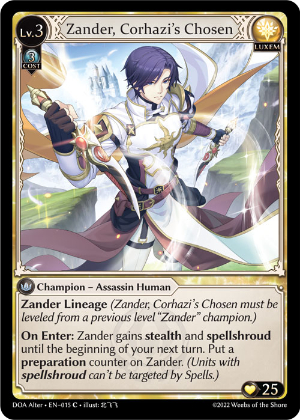 Lv.3
Zander, Corhazi's Chosen
LUXEM
3
COST
Champion – Assassin Human
Zander Lineage (Zander, Corhazi's Chosen must be
leveled from a previous level "Zander" champion.)
On Enter: Zander gains stealth and spellshroud
until the beginning of your next turn. Put a
preparation counter on Zander. (Units with
spellshroud can't be targeted by Spells.)
25
DOA Alter • EN-015 C • illust:
©2022 Weebs of the Shore